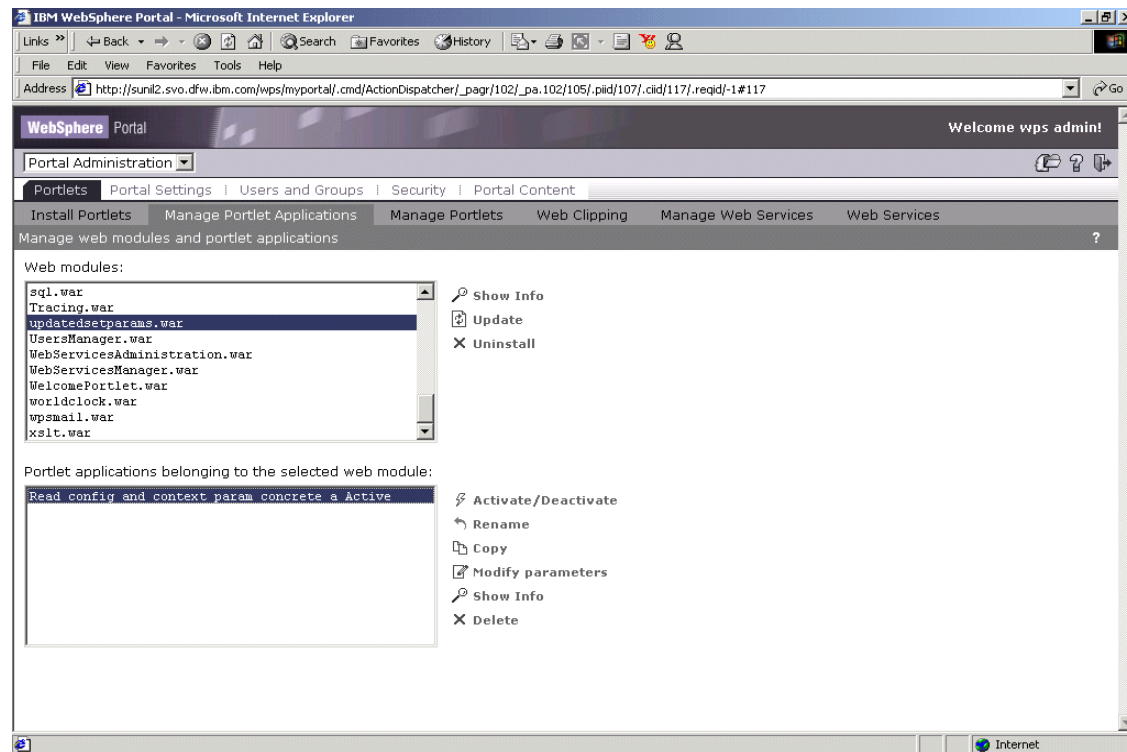 IBM WebSphere Portal - Microsoft Internet Explorer
Links » Back Search Favorites History
File Edit View Favorites Tools Help
Address http://sunil2.svo.dfw.ibm.com/wps/myportal/.cmd/ActionDispatcher/_pagr/102/_pa.102/105/.piid/107/.ciid/117/.reqid/-1#117 Go
WebSphere Portal Welcome wps admin!
Portal Administration
Portlets Portal Settings | Users and Groups | Security | Portal Content
Install Portlets Manage Portlet Applications Manage Portlets Web Clipping Manage Web Services Web Services
Manage web modules and portlet applications ?
Web modules:
sql.war
Tracing.war
updatedsetparams.war
UsersManager.war
WebServicesAdministration.war
WebServicesManager.war
WelcomePortlet.war
worldclock.war
wpsmail.war
xslt.war
Show Info
Update
Uninstall
Portlet applications belonging to the selected web module:
Read config and context param concrete a Active
Activate/Deactivate
Rename
Copy
Modify parameters
Show Info
Delete
Internet